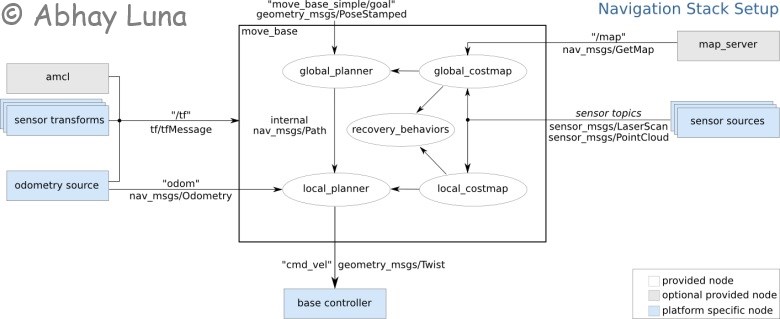 © Abhay Luna
"move_base_simple/goal"
geometry_msgs/PoseStamped
Navigation Stack Setup
move_base
"/map"
nav_msgs/GetMap
map_server
global_planner
global_costmap
amcl
sensor transforms
"/tf"
tf/tfMessage
internal
nav_msgs/Path
recovery_behaviors
sensor topics
sensor_msgs/LaserScan
sensor_msgs/PointCloud
sensor sources
odometry source
"odom"
nav_msgs/Odometry
local_planner
local_costmap
"cmd_vel" geometry_msgs/Twist
base controller
provided node
optional provided node
platform specific node